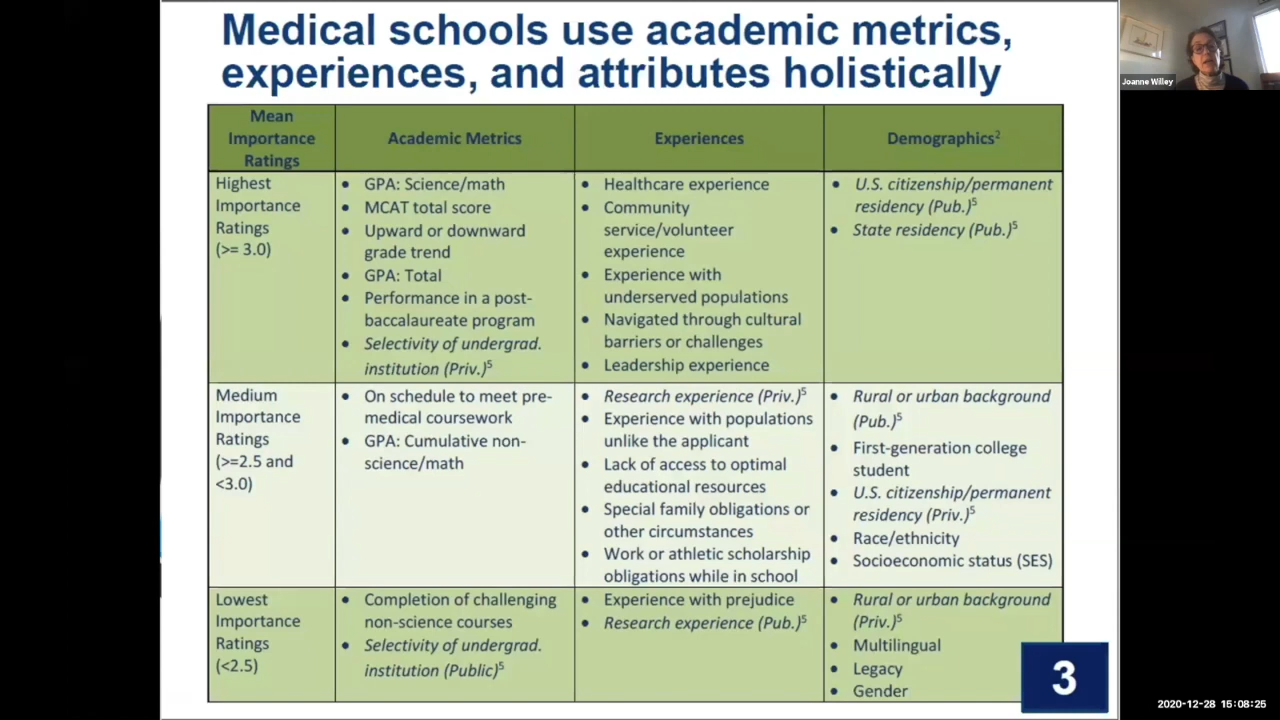 Medical schools use academic metrics,
experiences, and attributes holistically
Mean
Importance
Ratings
Academic Metrics
Experiences
Demographics2
Highest
Importance
Ratings
(>= 3.0)
• GPA: Science/math
• MCAT total score
• Upward or downward
grade trend
• GPA: Total
• Performance in a post-
baccalaureate program
• Selectivity of undergrad.
institution (Priv.)5
• Healthcare experience
• Community
service/volunteer
experience
• Experience with
underserved populations
• Navigated through cultural
barriers or challenges
• Leadership experience
• U.S. citizenship/permanent
residency (Pub.)5
• State residency (Pub.)5
Medium
Importance
Ratings
(>=2.5 and
<3.0)
• On schedule to meet pre-
medical coursework
• GPA: Cumulative non-
science/math
• Research experience (Priv.)5
• Experience with populations
unlike the applicant
• Lack of access to optimal
educational resources
• Special family obligations or
other circumstances
• Work or athletic scholarship
obligations while in school
• Rural or urban background
(Pub.)5
• First-generation college
student
• U.S. citizenship/permanent
residency (Priv.)5
• Race/ethnicity
• Socioeconomic status (SES)
Lowest
Importance
Ratings
(<2.5)
• Completion of challenging
non-science courses
• Selectivity of undergrad.
institution (Public)5
• Experience with prejudice
• Research experience (Pub.)5
• Rural or urban background
(Priv.)5
• Multilingual
• Legacy
• Gender
3
Joanne Willey
2020-12-28 15:08:25